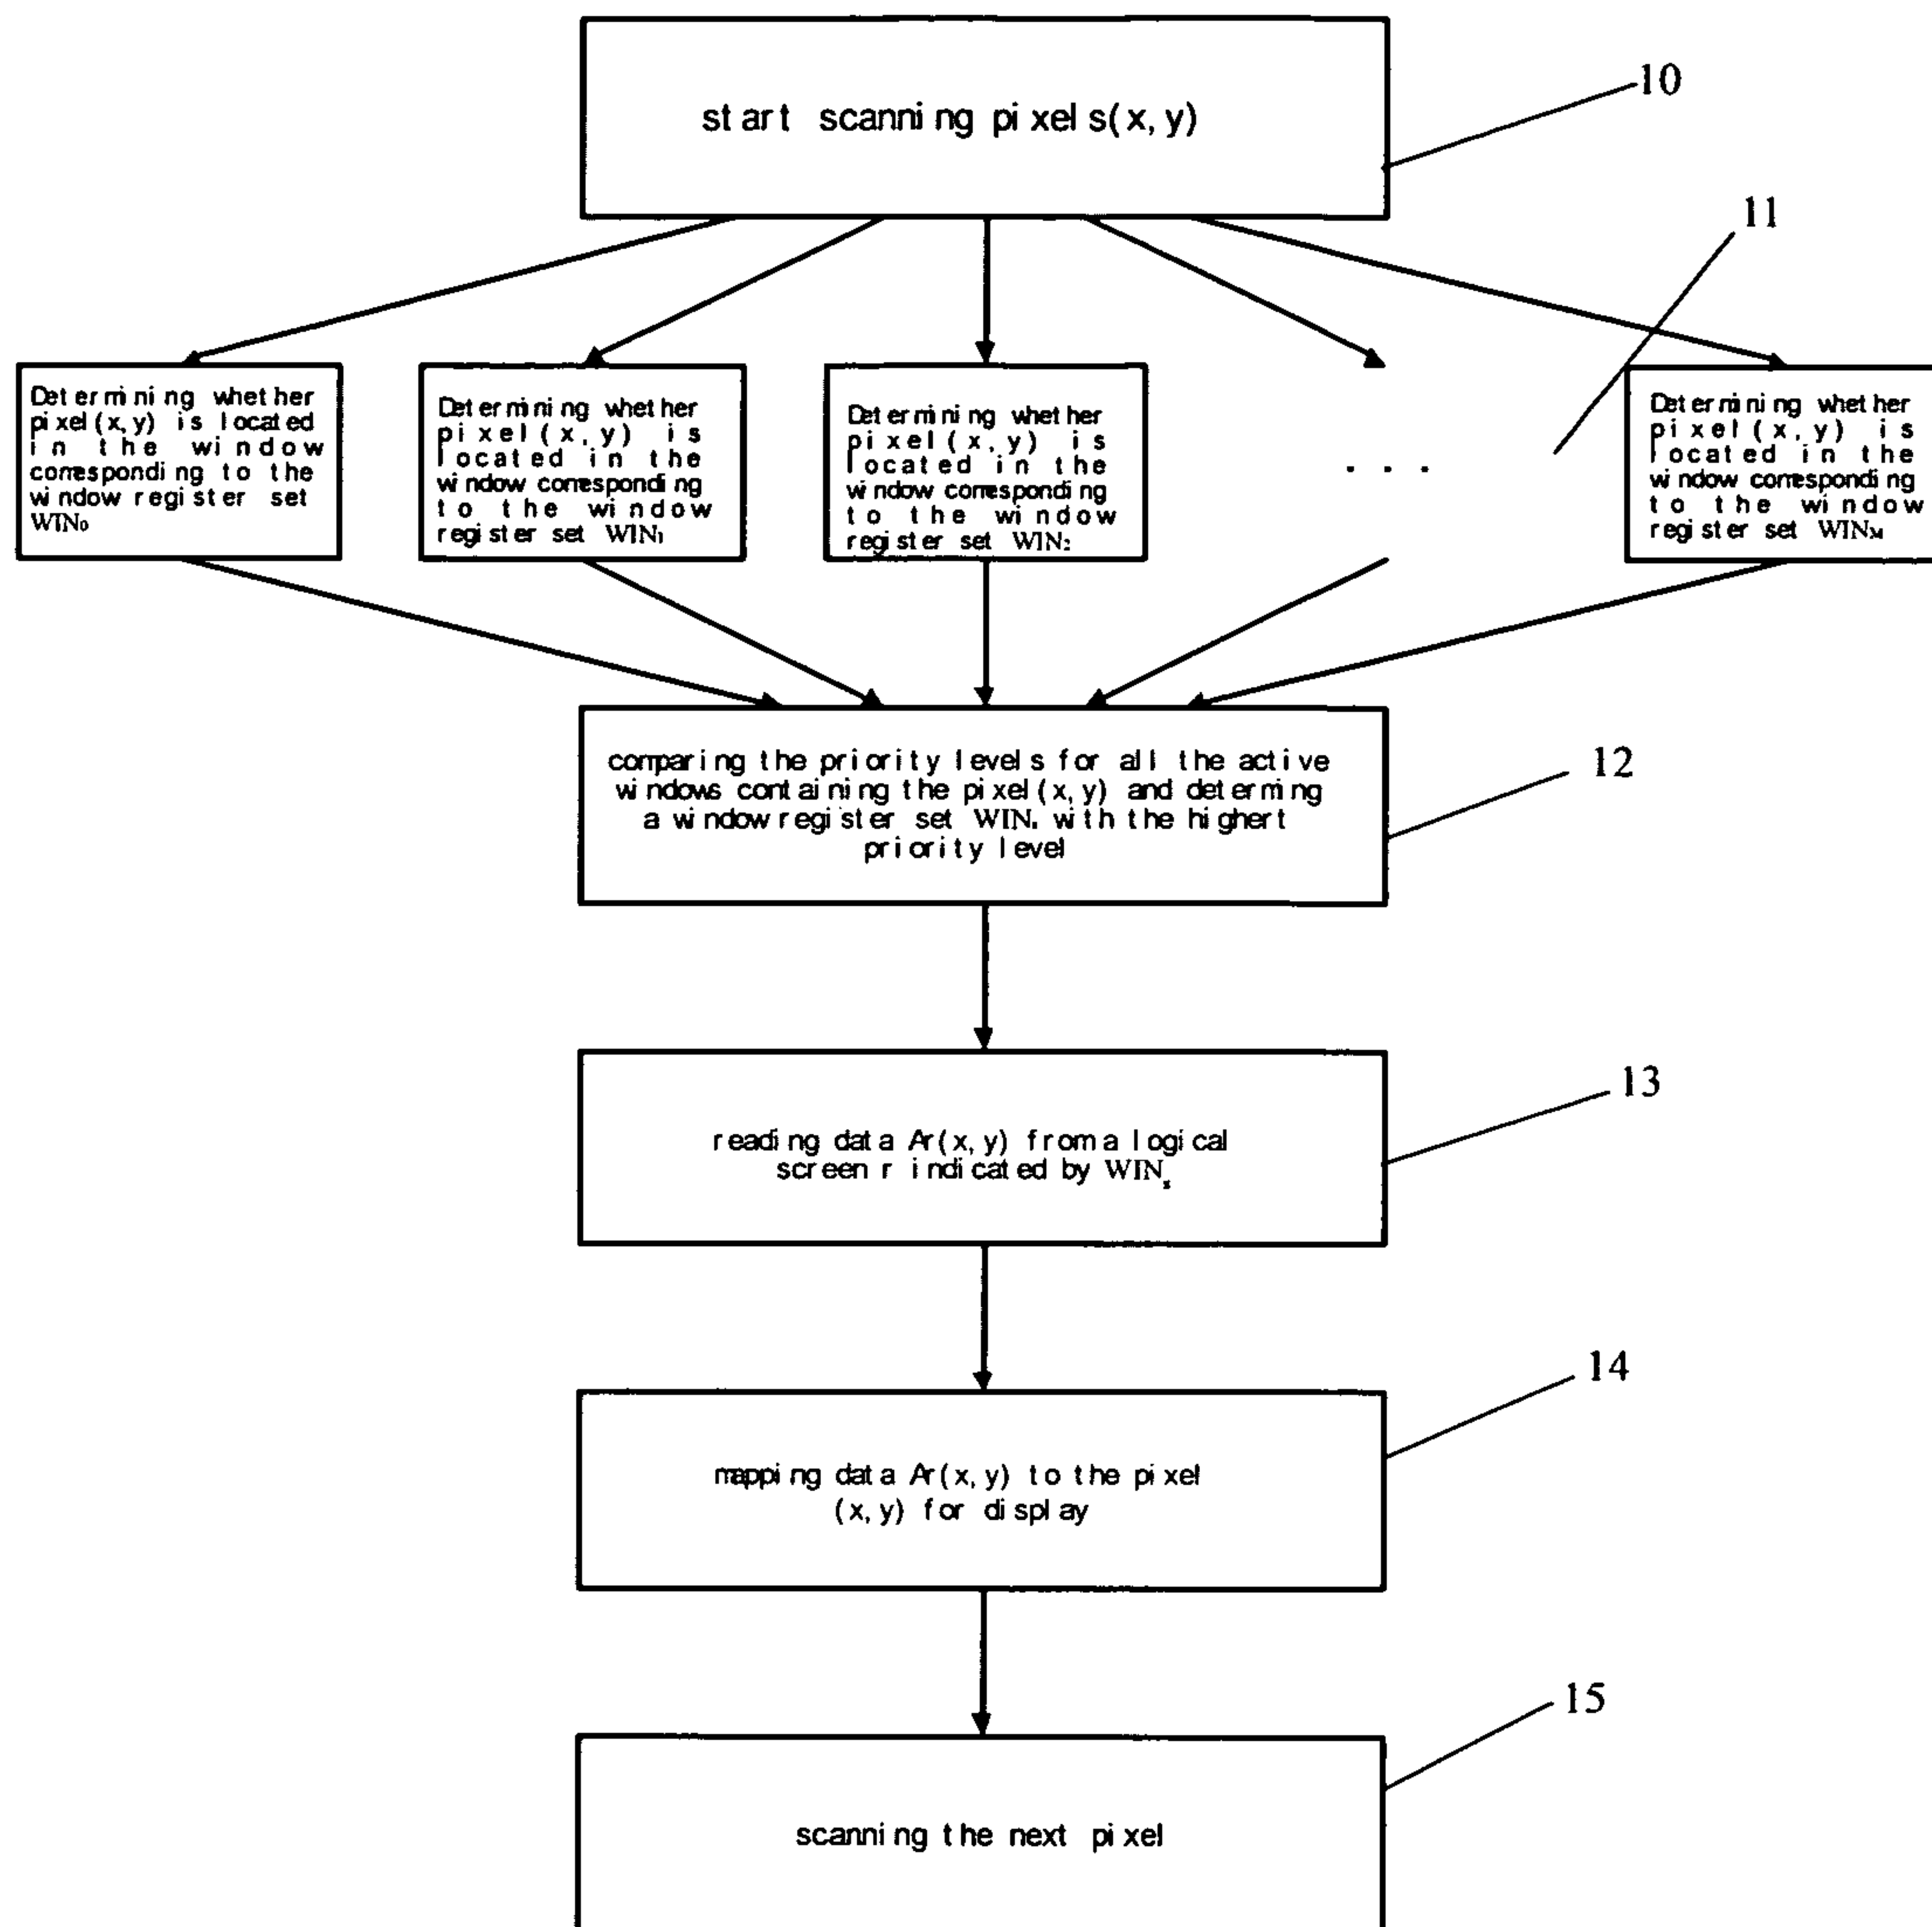 start scanning pixels(x, y)
10
11
Determining whether
pixel(x, y) is located
in the window
corresponding to the
window register set
WIN₀
Determining whether
pixel(x, y) is
located in the
window corresponding
to the window
register set WIN₁
Determining whether
pixel(x, y) is
located in the
window corresponding
to the window
register set WIN₂
. . .
Determining whether
pixel(x, y) is
located in the
window corresponding
to the window
register set WINM
comparing the priority levels for all the active
windows containing the pixel(x, y) and determing
a window register set WIN with the highert
priority level
12
reading data Ar(x, y) from a logical
screen r indicated by WINx
13
mapping data Ar(x, y) to the pixel
(x, y) for display
14
scanning the next pixel
15